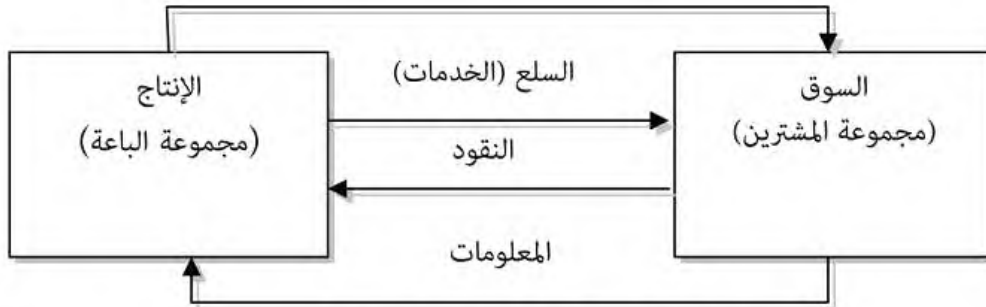 الإنتاج
(مجموعة الباعة)
السلع (الخدمات)
النقود
المعلومات
السوق
(مجموعة المشترين)